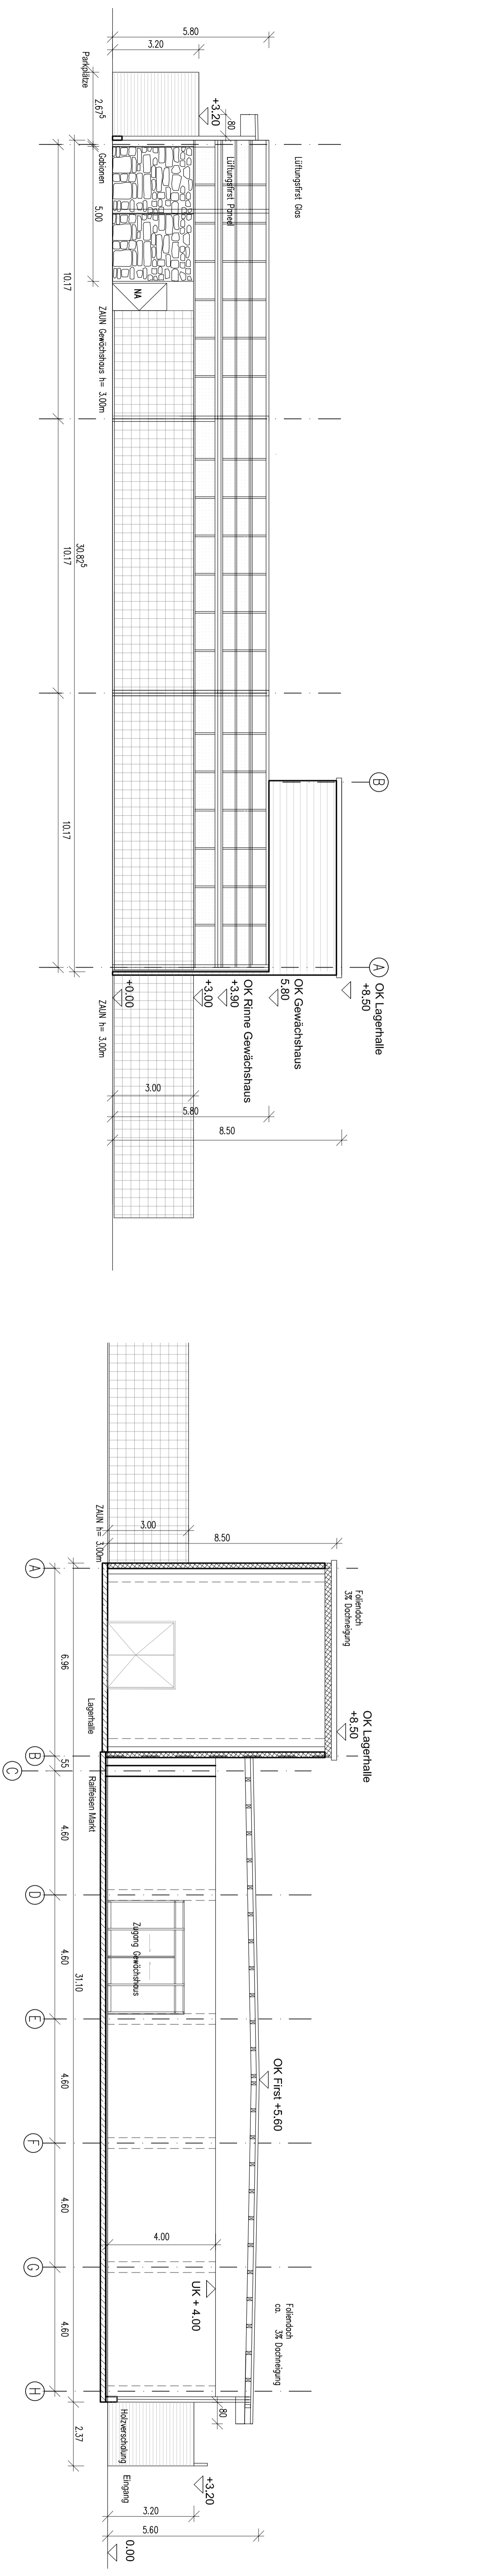 5.80
3.20
Parkplätze
2.67⁵
+3.20
80
Lüftungsfirst Glas
Lüftungsfirst Paneel
Gabionen
5.00
NA
10.17
ZAUN Gewächshaus h= 3.00m
30.82⁵
10.17
10.17
B
A
OK Lagerhalle
+8.50
OK Gewächshaus
5.80
OK Rinne Gewächshaus
+3.90
+3.00
+0.00
ZAUN h= 3.00m
3.00
5.80
8.50
ZAUN h= 3.00m
3.00
8.50
A
Foliendach
3% Dachneigung
6.96
Lagerhalle
OK Lagerhalle
+8.50
B
55
C
Raiffeisen Markt
4.60
D
Zugang Gewächshaus
4.60
31.10
E
4.60
OK First +5.60
F
4.60
4.00
G
UK + 4.00
Foliendach
ca. 3% Dachneigung
4.60
H
80
2.37
Holzverschalung
Eingang
+3.20
3.20
5.60
0.00